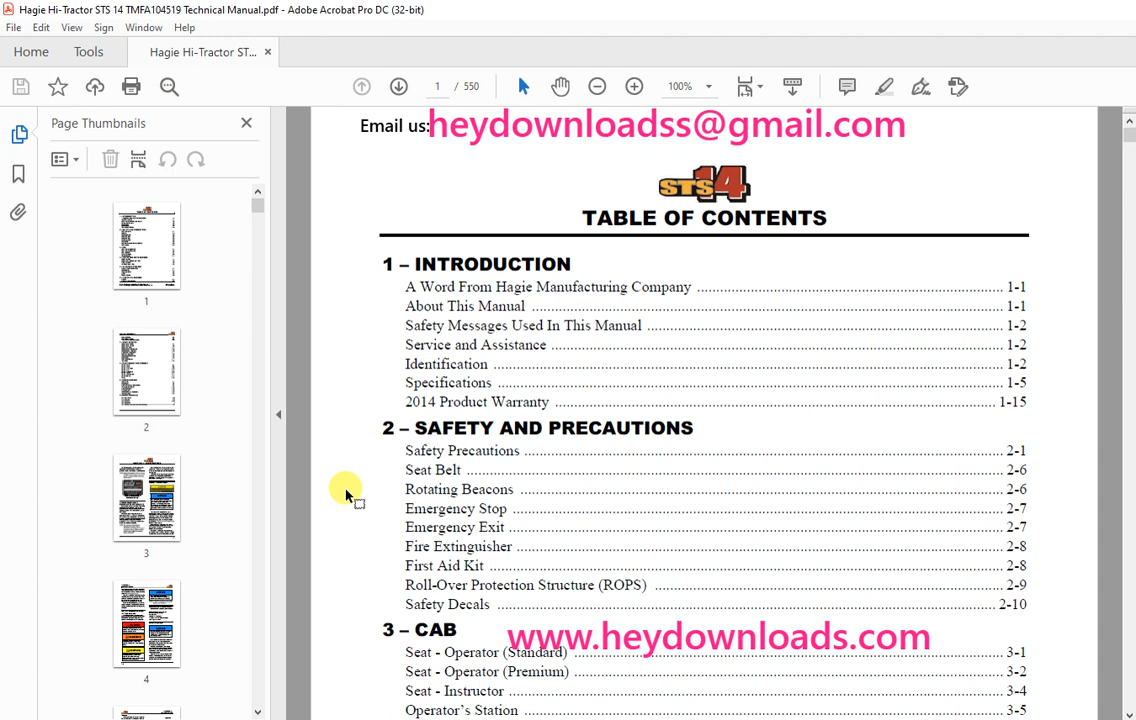 Hagie Hi-Tractor STS 14 TMFA104519 Technical Manual.pdf - Adobe Acrobat Pro DC (32-bit)
File Edit View Sign Window Help
Home Tools Hagie Hi-Tractor ST... ×
1 / 550 100%
Page Thumbnails
1
2
3
4
Email us:heydownloadss@gmail.com
STS 14
TABLE OF CONTENTS
1 – INTRODUCTION
A Word From Hagie Manufacturing Company 1-1
About This Manual 1-1
Safety Messages Used In This Manual 1-2
Service and Assistance 1-2
Identification 1-2
Specifications 1-5
2014 Product Warranty 1-15
2 – SAFETY AND PRECAUTIONS
Safety Precautions 2-1
Seat Belt 2-6
Rotating Beacons 2-6
Emergency Stop 2-7
Emergency Exit 2-7
Fire Extinguisher 2-8
First Aid Kit 2-8
Roll-Over Protection Structure (ROPS) 2-9
Safety Decals 2-10
3 – CAB
www.heydownloads.com
Seat - Operator (Standard) 3-1
Seat - Operator (Premium) 3-2
Seat - Instructor 3-4
Operator's Station 3-5